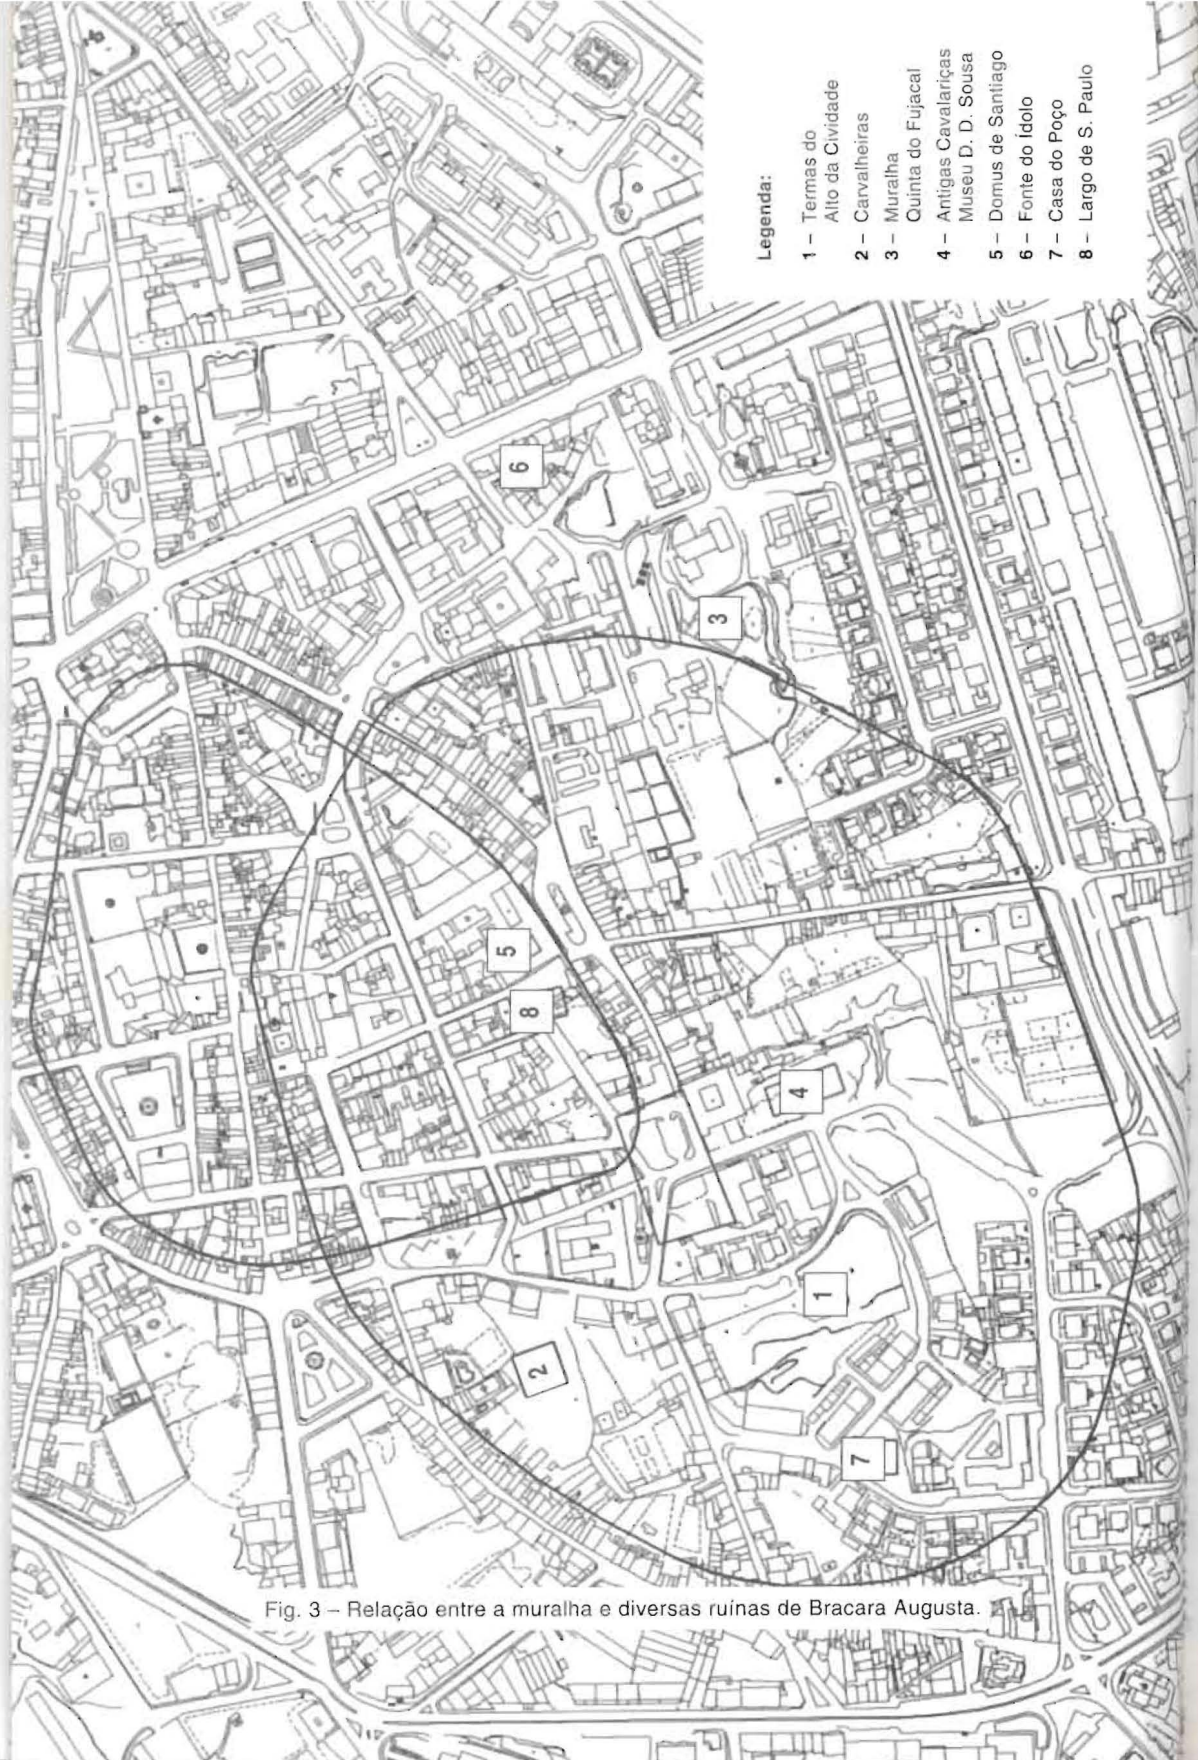 Legenda:
1 – Termas do
Alto da Cividade
2 – Carvalheiras
3 – Muralha
Quinta do Fujacal
4 – Antigas Cavalariças
Museu D. D. Sousa
5 – Domus de Santiago
6 – Fonte do Ídolo
7 – Casa do Poço
8 – Largo de S. Paulo
6
3
5
8
4
1
2
7
Fig. 3 – Relação entre a muralha e diversas ruínas de Bracara Augusta.